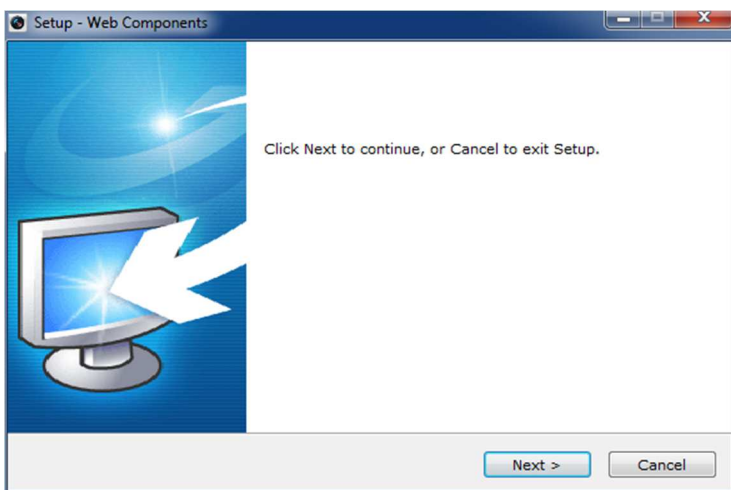 Setup - Web Components
Click Next to continue, or Cancel to exit Setup.
Next >
Cancel